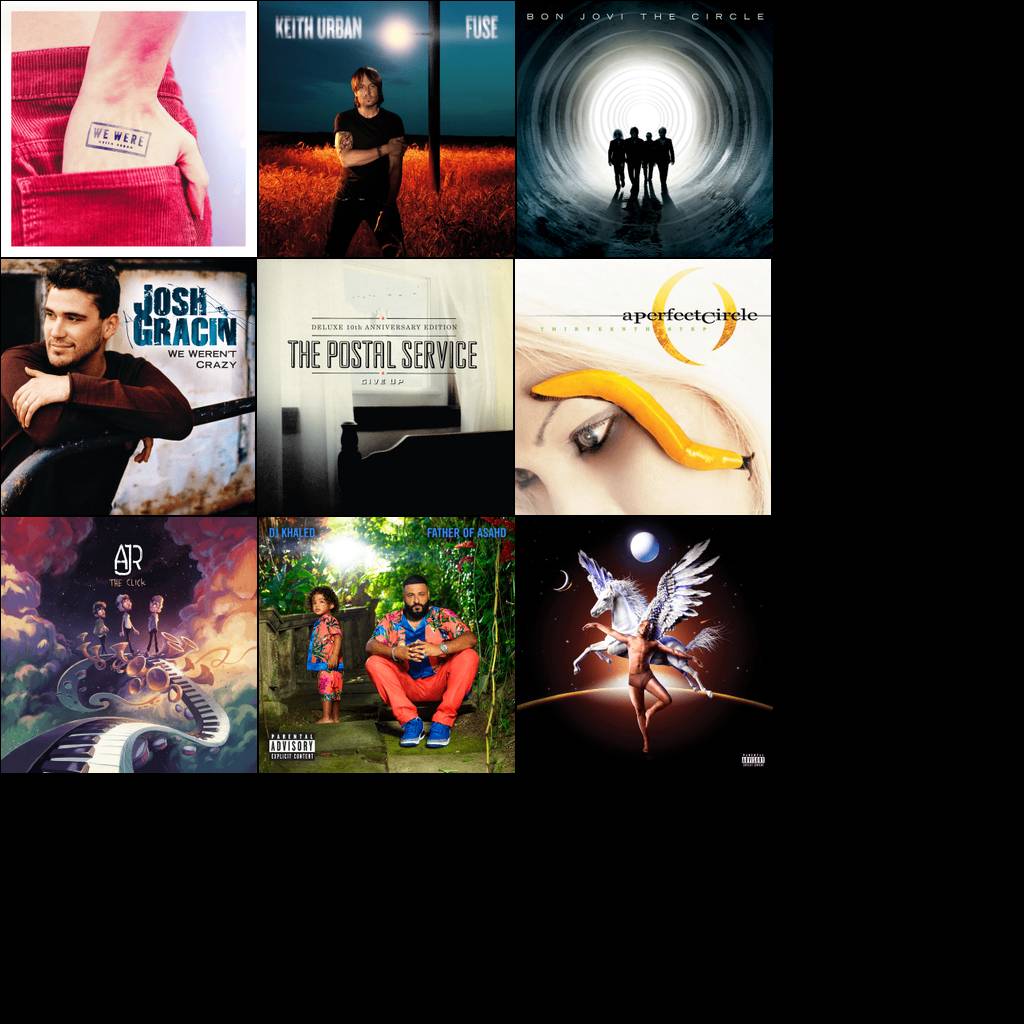 WE WERE
keith urban
KEITH URBAN
FUSE
BON JOVI THE CIRCLE
JOSH
GRACIN
WE WEREN'T
CRAZY
DELUXE 10th ANNIVERSARY EDITION
THE POSTAL SERVICE
GIVE UP
aperfectcircle
THIRTEENTH STEP
AJR
THE CLICK
DJ KHALED
FATHER OF ASAHD
PARENTAL
ADVISORY
EXPLICIT CONTENT
PARENTAL
ADVISORY
EXPLICIT CONTENT